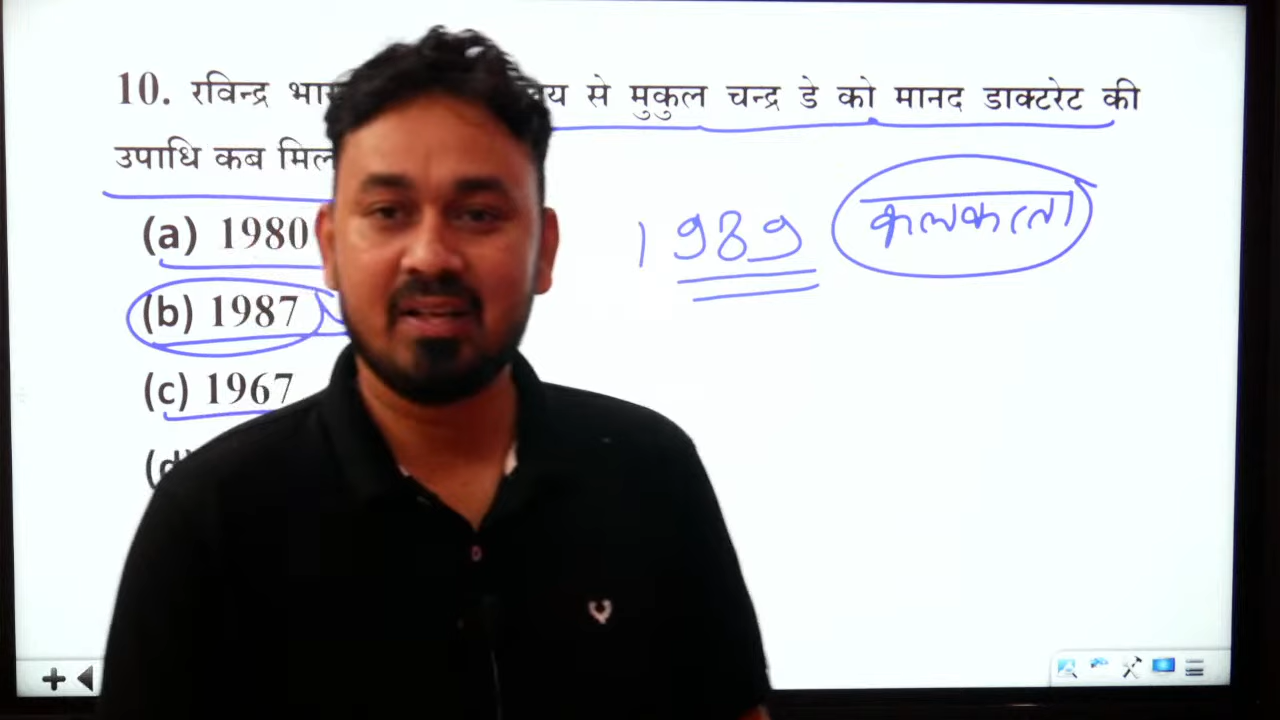 10. रविन्द्र से मुकुल चन्द्र डे को मानद डाक्टरेट की
उपाधि कब
(a) 1980
1989 कलकत्ता
(b) 1987
(c) 1967